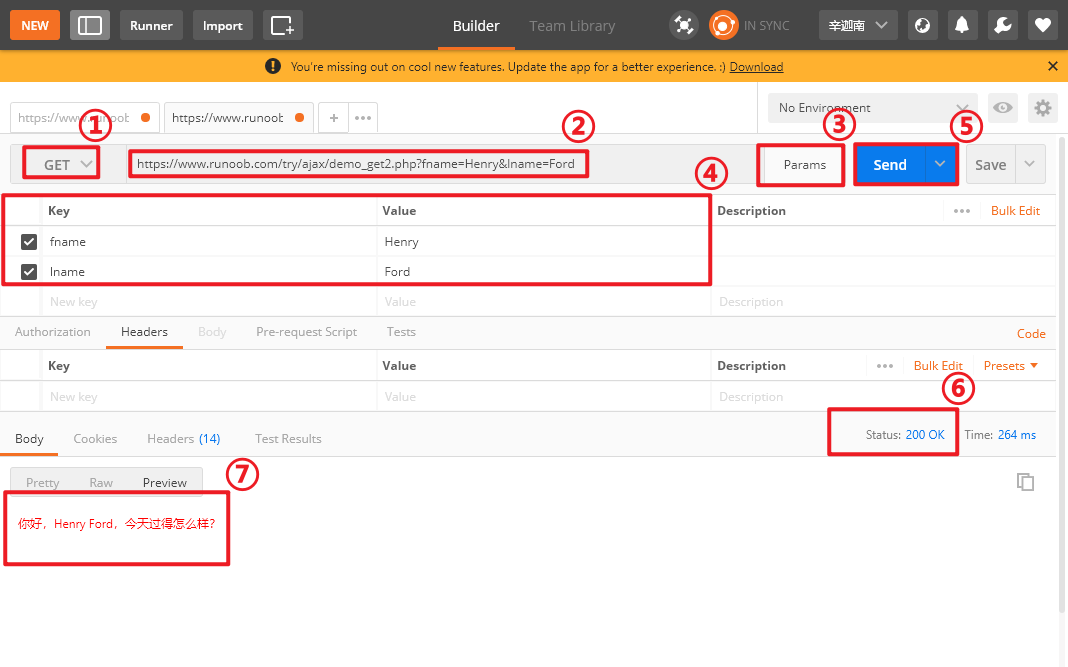 NEW Runner Import Builder Team Library IN SYNC 辛迦南
You're missing out on cool new features. Update the app for a better experience. :) Download
https://www.runoob https://www.runoob + No Environment
① ② ③ ⑤
GET https://www.runoob.com/try/ajax/demo_get2.php?fname=Henry&lname=Ford Params Send Save
④
Key Value Description Bulk Edit
fname Henry
lname Ford
New key Value Description
Authorization Headers Body Pre-request Script Tests Code
Key Value Description Bulk Edit Presets
New key Value Description
⑥
Body Cookies Headers (14) Test Results Status: 200 OK Time: 264 ms
⑦
Pretty Raw Preview
你好，Henry Ford，今天过得怎么样?